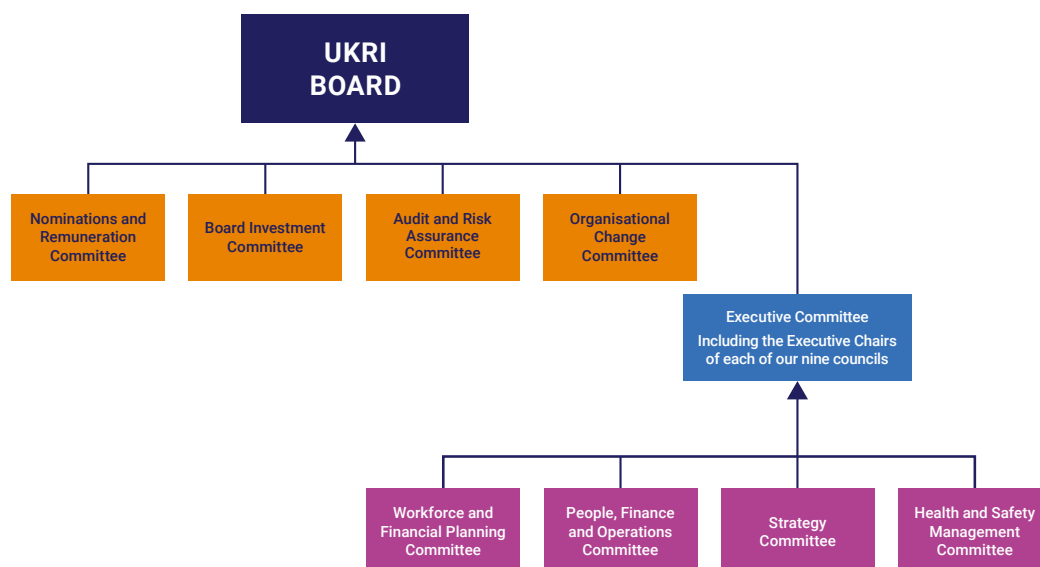 UKRI
BOARD
Nominations and
Remuneration
Committee
Board Investment
Committee
Audit and Risk
Assurance
Committee
Organisational
Change
Committee
Executive Committee
Including the Executive Chairs
of each of our nine councils
Workforce and
Financial Planning
Committee
People, Finance
and Operations
Committee
Strategy
Committee
Health and Safety
Management
Committee